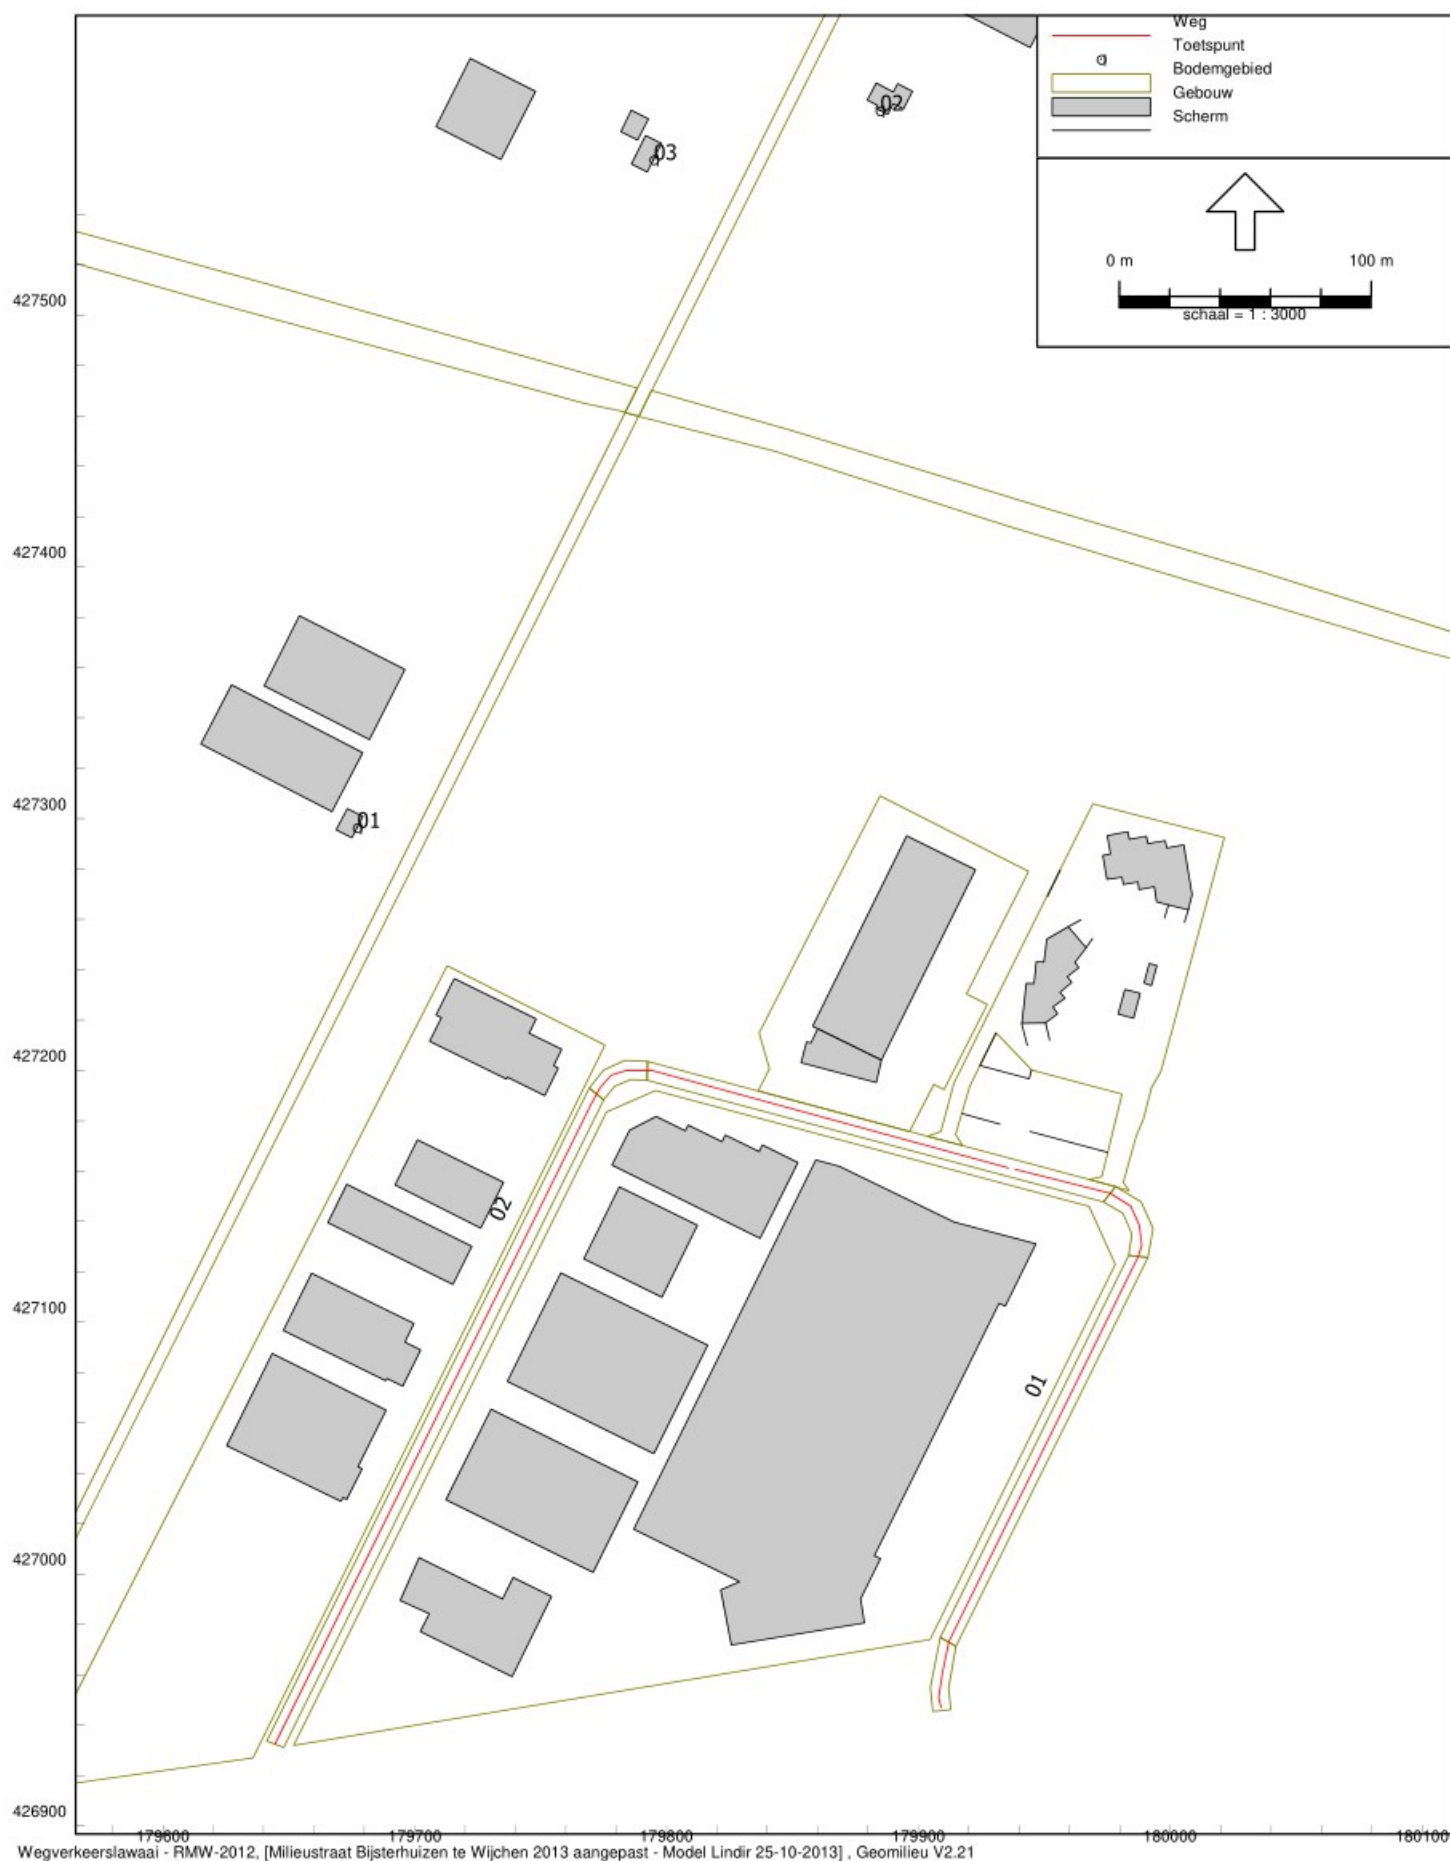 Weg
Toetspunt
Bodemgebied
Gebouw
Scherm
02
03
0 m 100 m
schaal = 1 : 3000
427500
427400
427300
01
427200
02
427100
01
427000
426900
179600 179700 179800 179900 180000 180100
Wegverkeerslawaai - RMW-2012, [Milieustraat Bijsterhuizen te Wijchen 2013 aangepast - Model Lindir 25-10-2013] , Geomilieu V2.21